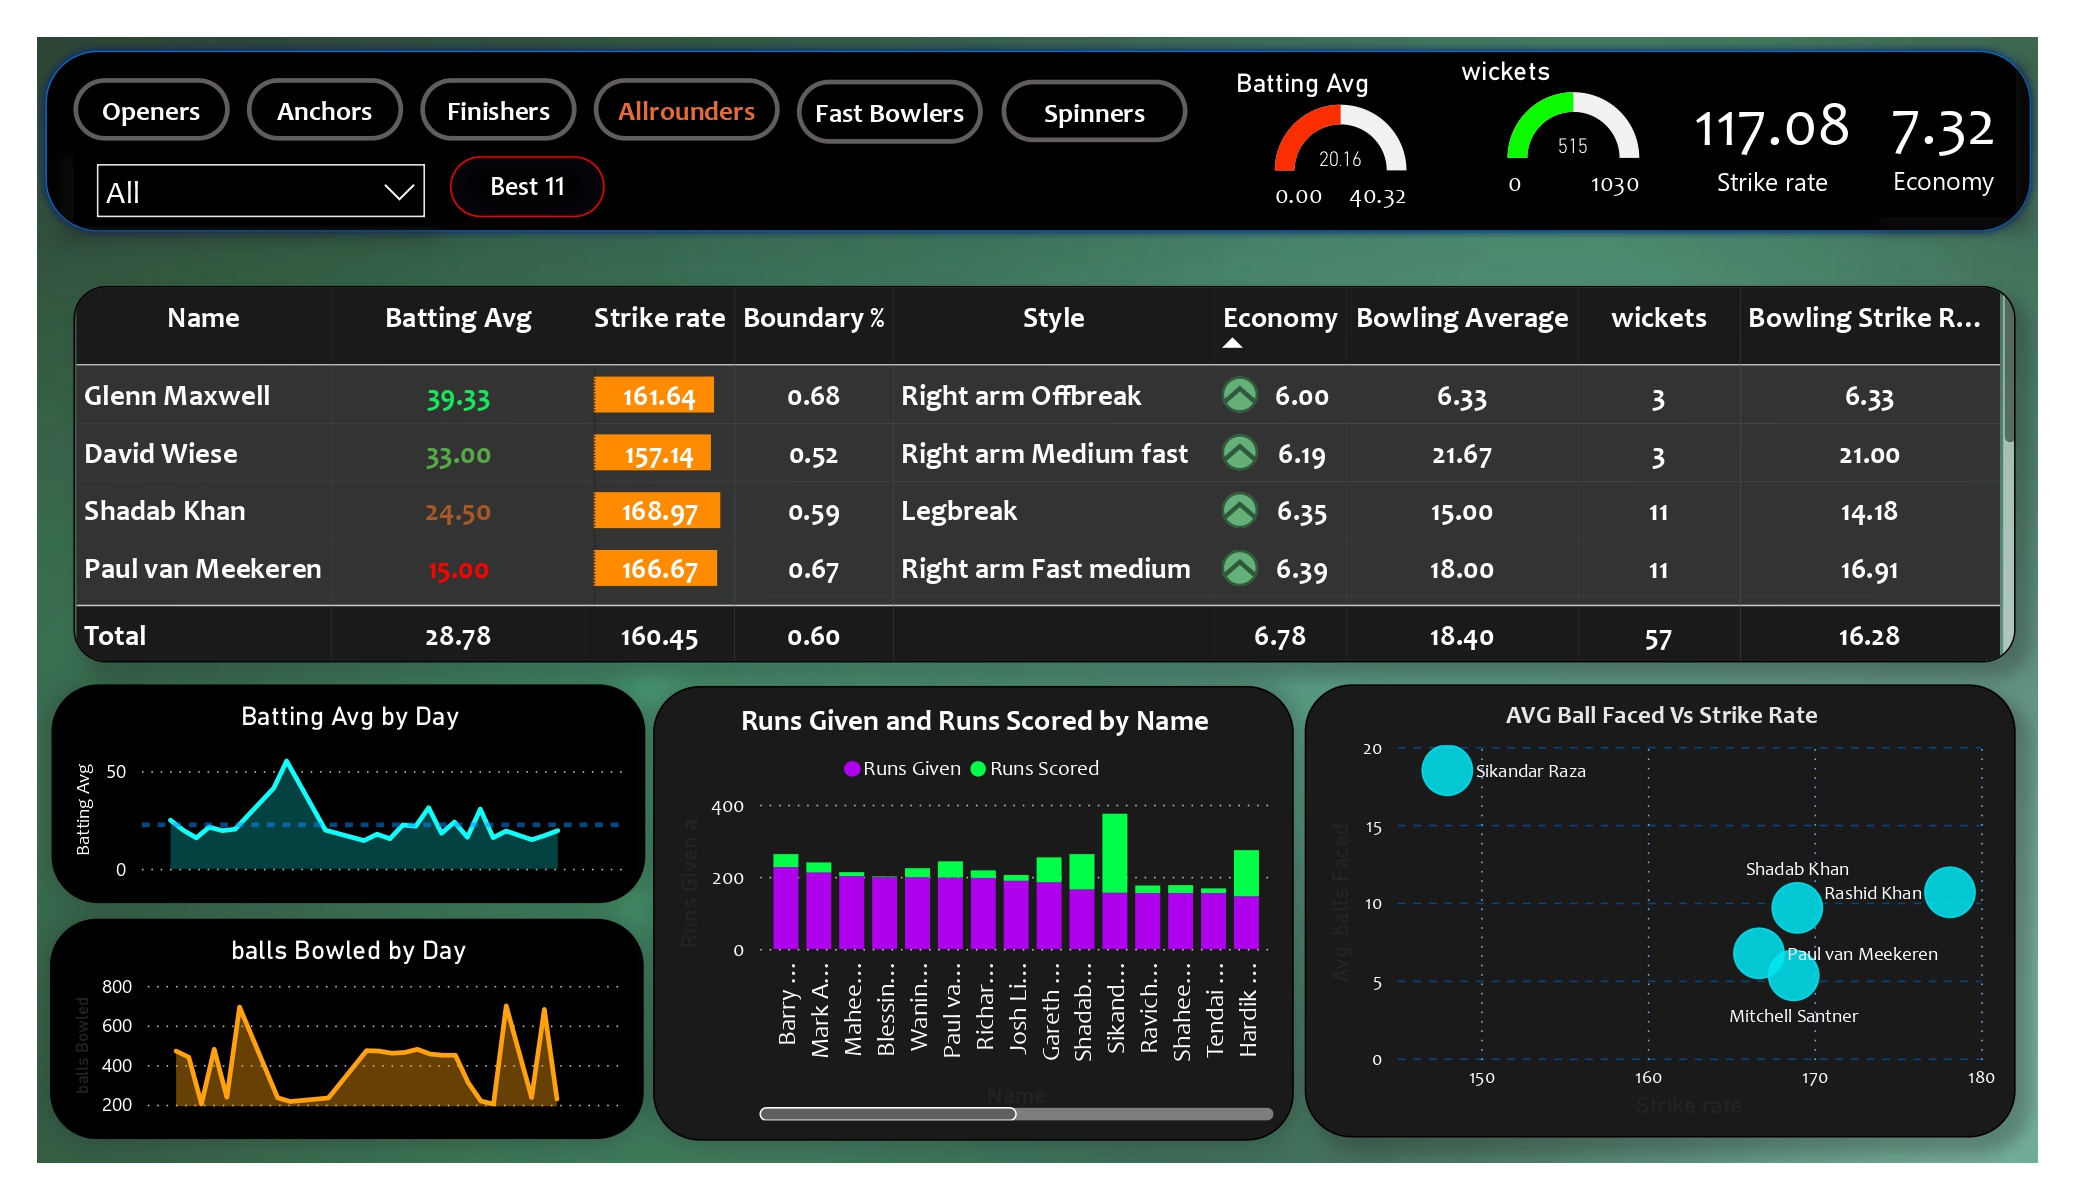 Openers
Anchors
Finishers
Allrounders
Fast Bowlers
Spinners
All
Best 11
Batting Avg
20.16
0.00 40.32
wickets
515
0 1030
117.08
Strike rate
7.32
Economy
Name Batting Avg Strike rate Boundary % Style Economy Bowling Average wickets Bowling Strike R...
Glenn Maxwell 39.33 161.64 0.68 Right arm Offbreak 6.00 6.33 3 6.33
David Wiese 33.00 157.14 0.52 Right arm Medium fast 6.19 21.67 3 21.00
Shadab Khan 24.50 168.97 0.59 Legbreak 6.35 15.00 11 14.18
Paul van Meekeren 15.00 166.67 0.67 Right arm Fast medium 6.39 18.00 11 16.91
Total 28.78 160.45 0.60 6.78 18.40 57 16.28
Batting Avg by Day
Batting Avg
50
0
balls Bowled by Day
balls Bowled
800
600
400
200
Runs Given and Runs Scored by Name
Runs Given Runs Scored
Runs Given a...
400
200
0
Barry ...
Mark A...
Mahee...
Blessin...
Wanin...
Paul va...
Richar...
Josh Li...
Gareth ...
Shadab...
Sikand...
Ravich...
Shahee...
Tendai ...
Hardik ...
Name
AVG Ball Faced Vs Strike Rate
Avg. balls Faced
20
15
10
5
0
Sikandar Raza
Shadab Khan
Rashid Khan
Paul van Meekeren
Mitchell Santner
150 160 170 180
Strike rate